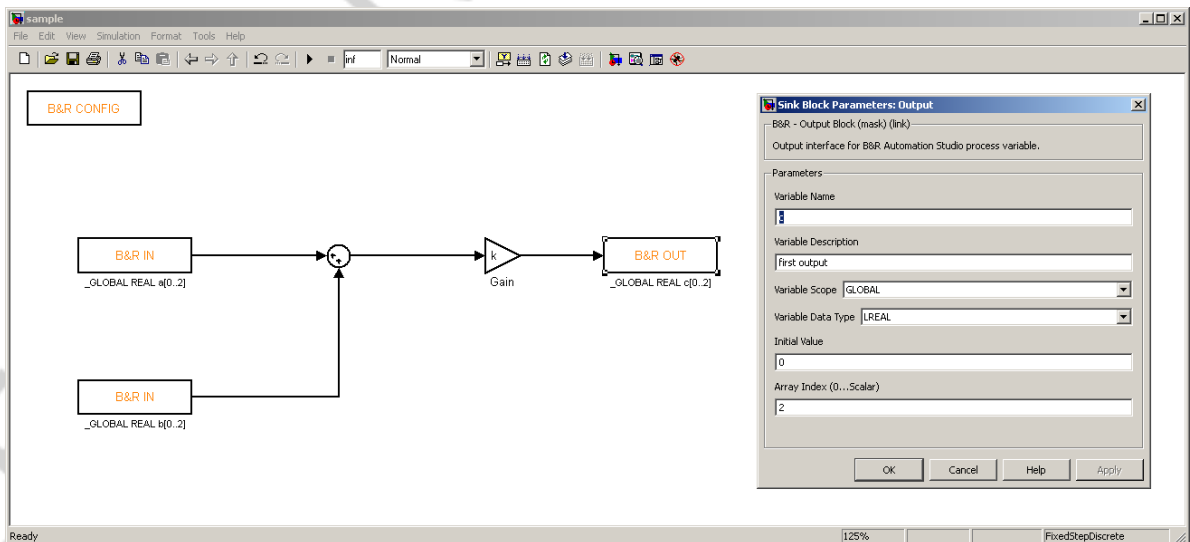 sample
File Edit View Simulation Format Tools Help
inf Normal
B&R CONFIG
B&R IN
_GLOBAL REAL a[0..2]
k
Gain
B&R OUT
_GLOBAL REAL c[0..2]
B&R IN
_GLOBAL REAL b[0..2]
Sink Block Parameters: Output
B&R - Output Block (mask) (link)
Output interface for B&R Automation Studio process variable.
Parameters
Variable Name
c
Variable Description
first output
Variable Scope GLOBAL
Variable Data Type LREAL
Initial Value
0
Array Index (0...Scalar)
2
OK Cancel Help Apply
Ready 125% FixedStepDiscrete